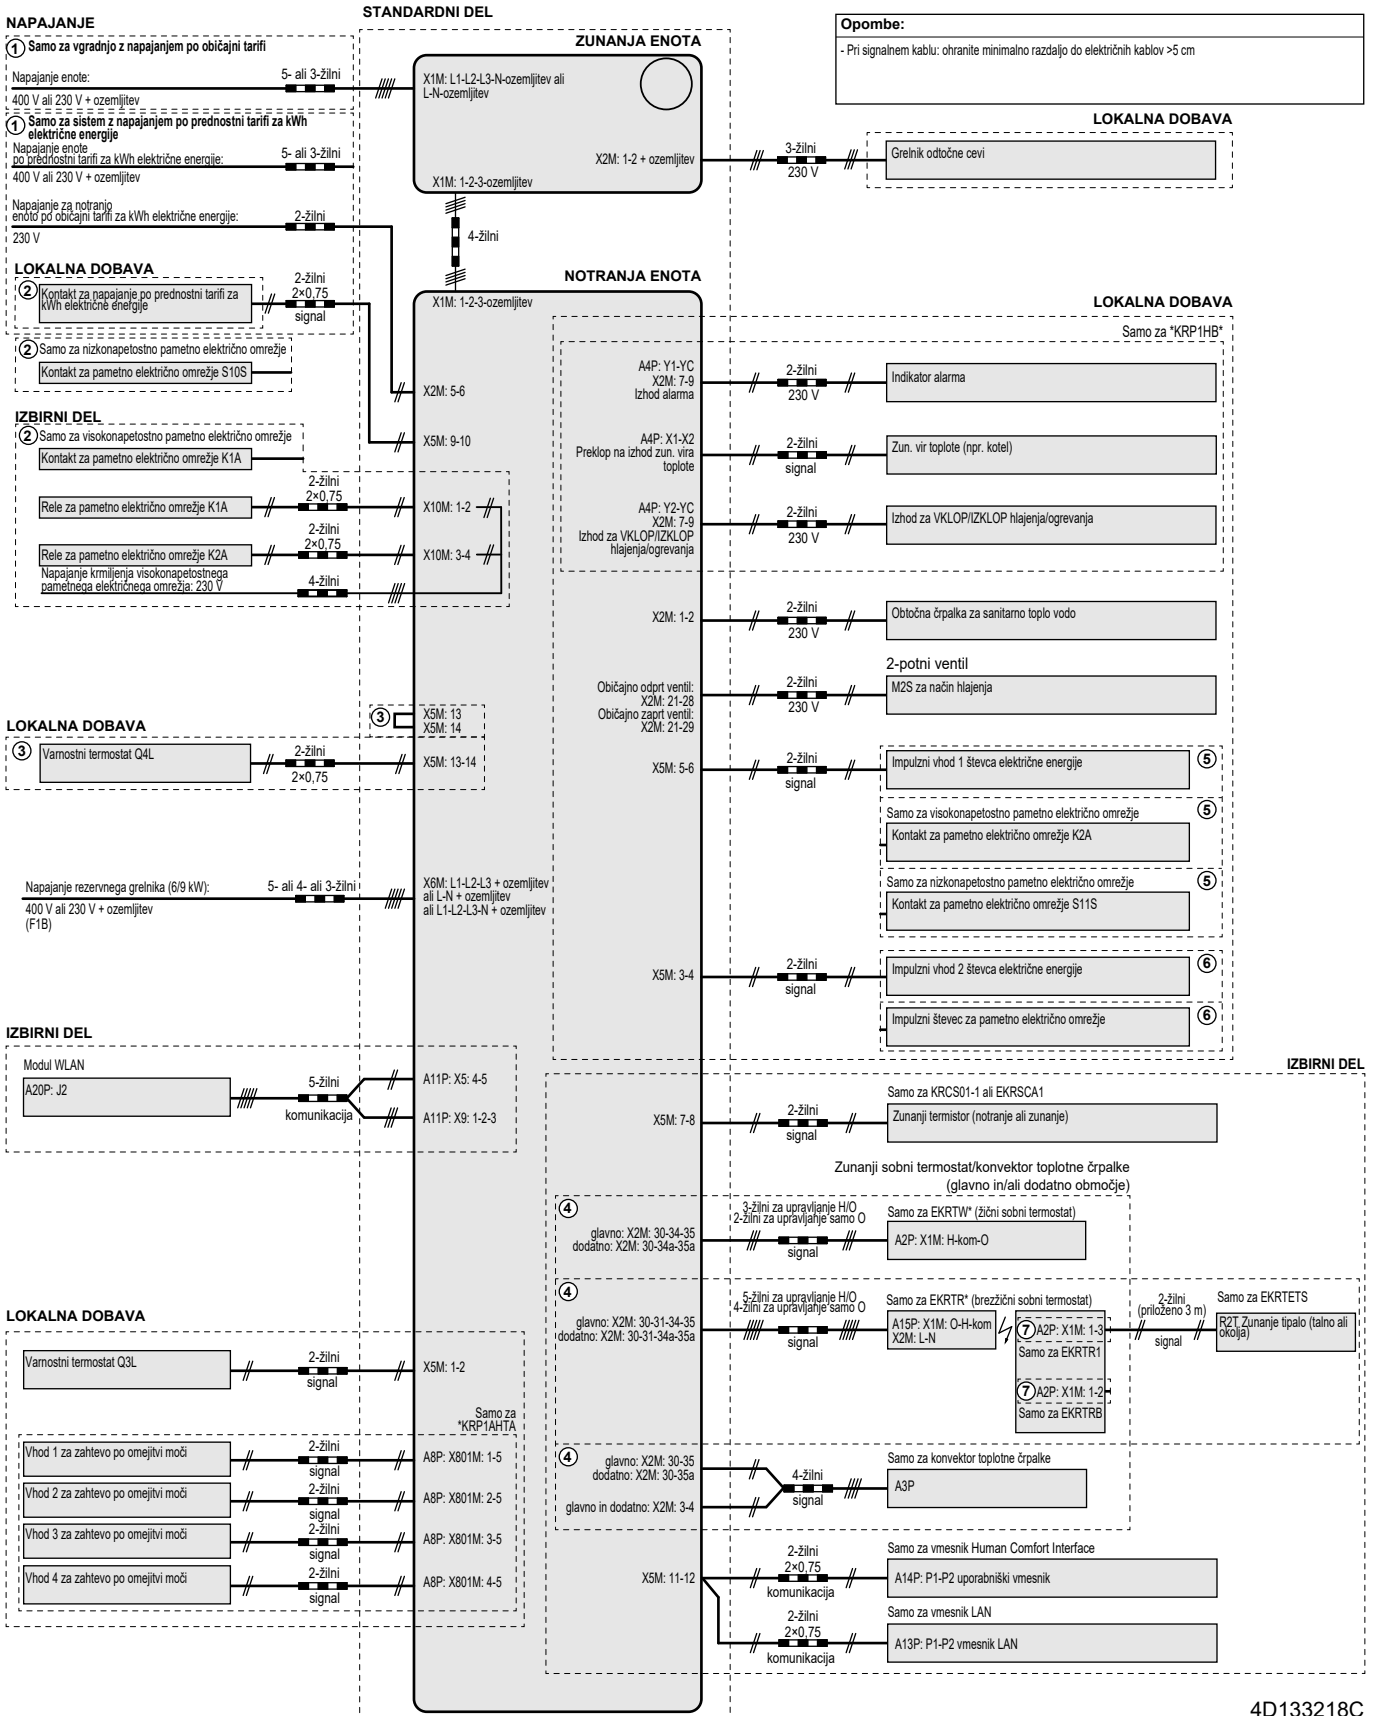 STANDARDNI DEL
NAPAJANJE
1 Samo za vgradnjo z napajanjem po običajni tarifi
Napajanje enote:
5- ali 3-žilni
400 V ali 230 V + ozemljitev
1 Samo za sistem z napajanjem po prednostni tarifi za kWh
električne energije
Napajanje enote
po prednostni tarifi za kWh električne energije:
5- ali 3-žilni
400 V ali 230 V + ozemljitev
Napajanje za notranjo
enoto po običajni tarifi za kWh električne energije:
2-žilni
230 V
LOKALNA DOBAVA
2 Kontakt za napajanje po prednostni tarifi za
kWh električne energije
2-žilni
2×0,75
signal
2 Samo za nizkonapetostno pametno električno omrežje
Kontakt za pametno električno omrežje S10S
IZBIRNI DEL
2 Samo za visokonapetostno pametno električno omrežje
Kontakt za pametno električno omrežje K1A
Rele za pametno električno omrežje K1A
2-žilni
2×0,75
Rele za pametno električno omrežje K2A
2-žilni
2×0,75
Napajanje krmiljenja visokonapetostnega
pametnega električnega omrežja: 230 V
4-žilni
LOKALNA DOBAVA
3 Varnostni termostat Q4L
2-žilni
2×0,75
Napajanje rezervnega grelnika (6/9 kW):
5- ali 4- ali 3-žilni
400 V ali 230 V + ozemljitev
(F1B)
IZBIRNI DEL
Modul WLAN
A20P: J2
5-žilni
komunikacija
LOKALNA DOBAVA
Varnostni termostat Q3L
2-žilni
signal
Vhod 1 za zahtevo po omejitvi moči
2-žilni
signal
Vhod 2 za zahtevo po omejitvi moči
2-žilni
signal
Vhod 3 za zahtevo po omejitvi moči
2-žilni
signal
Vhod 4 za zahtevo po omejitvi moči
2-žilni
signal
ZUNANJA ENOTA
X1M: L1-L2-L3-N-ozemljitev ali
L-N-ozemljitev
X2M: 1-2 + ozemljitev
X1M: 1-2-3-ozemljitev
4-žilni
NOTRANJA ENOTA
X1M: 1-2-3-ozemljitev
X2M: 5-6
X5M: 9-10
X10M: 1-2
X10M: 3-4
3
X5M: 13
X5M: 14
X5M: 13-14
X6M: L1-L2-L3 + ozemljitev
ali L-N + ozemljitev
ali L1-L2-L3-N + ozemljitev
A11P: X5: 4-5
A11P: X9: 1-2-3
X5M: 1-2
Samo za
*KRP1AHTA
A8P: X801M: 1-5
A8P: X801M: 2-5
A8P: X801M: 3-5
A8P: X801M: 4-5
Opombe:
- Pri signalnem kablu: ohranite minimalno razdaljo do električnih kablov >5 cm
LOKALNA DOBAVA
3-žilni
230 V
Grelnik odtočne cevi
LOKALNA DOBAVA
Samo za *KRP1HB*
A4P: Y1-YC
X2M: 7-9
Izhod alarma
2-žilni
230 V
Indikator alarma
A4P: X1-X2
Preklop na izhod zun. vira
toplote
2-žilni
signal
Zun. vir toplote (npr. kotel)
A4P: Y2-YC
X2M: 7-9
Izhod za VKLOP/IZKLOP
hlajenja/ogrevanja
2-žilni
230 V
Izhod za VKLOP/IZKLOP hlajenja/ogrevanja
X2M: 1-2
2-žilni
230 V
Obtočna črpalka za sanitarno toplo vodo
2-potni ventil
Običajno odprt ventil:
X2M: 21-28
Običajno zaprt ventil:
X2M: 21-29
2-žilni
230 V
M2S za način hlajenja
X5M: 5-6
2-žilni
signal
Impulzni vhod 1 števca električne energije
5
Samo za visokonapetostno pametno električno omrežje
5
Kontakt za pametno električno omrežje K2A
Samo za nizkonapetostno pametno električno omrežje
5
Kontakt za pametno električno omrežje S11S
X5M: 3-4
2-žilni
signal
Impulzni vhod 2 števca električne energije
6
Impulzni števec za pametno električno omrežje
6
IZBIRNI DEL
Samo za KRCS01-1 ali EKRSCA1
X5M: 7-8
2-žilni
signal
Zunanji termistor (notranje ali zunanje)
Zunanji sobni termostat/konvektor toplotne črpalke
(glavno in/ali dodatno območje)
4
glavno: X2M: 30-34-35
dodatno: X2M: 30-34a-35a
3-žilni za upravljanje H/O
2-žilni za upravljanje samo O
signal
Samo za EKRTW* (žični sobni termostat)
A2P: X1M: H-kom-O
4
glavno: X2M: 30-31-34-35
dodatno: X2M: 30-31-34a-35a
5-žilni za upravljanje H/O
4-žilni za upravljanje samo O
signal
Samo za EKRTR* (brezžični sobni termostat)
A15P: X1M: O-H-kom
X2M: L-N
7 A2P: X1M: 1-3
Samo za EKRTR1
7 A2P: X1M: 1-2
Samo za EKRTRB
2-žilni
(priloženo 3 m)
signal
Samo za EKRTETS
R2T Zunanje tipalo (talno ali
okolja)
4
glavno: X2M: 30-35
dodatno: X2M: 30-35a
glavno in dodatno: X2M: 3-4
4-žilni
signal
Samo za konvektor toplotne črpalke
A3P
X5M: 11-12
2-žilni
2×0,75
komunikacija
Samo za vmesnik Human Comfort Interface
A14P: P1-P2 uporabniški vmesnik
2-žilni
2×0,75
komunikacija
Samo za vmesnik LAN
A13P: P1-P2 vmesnik LAN
4D133218C